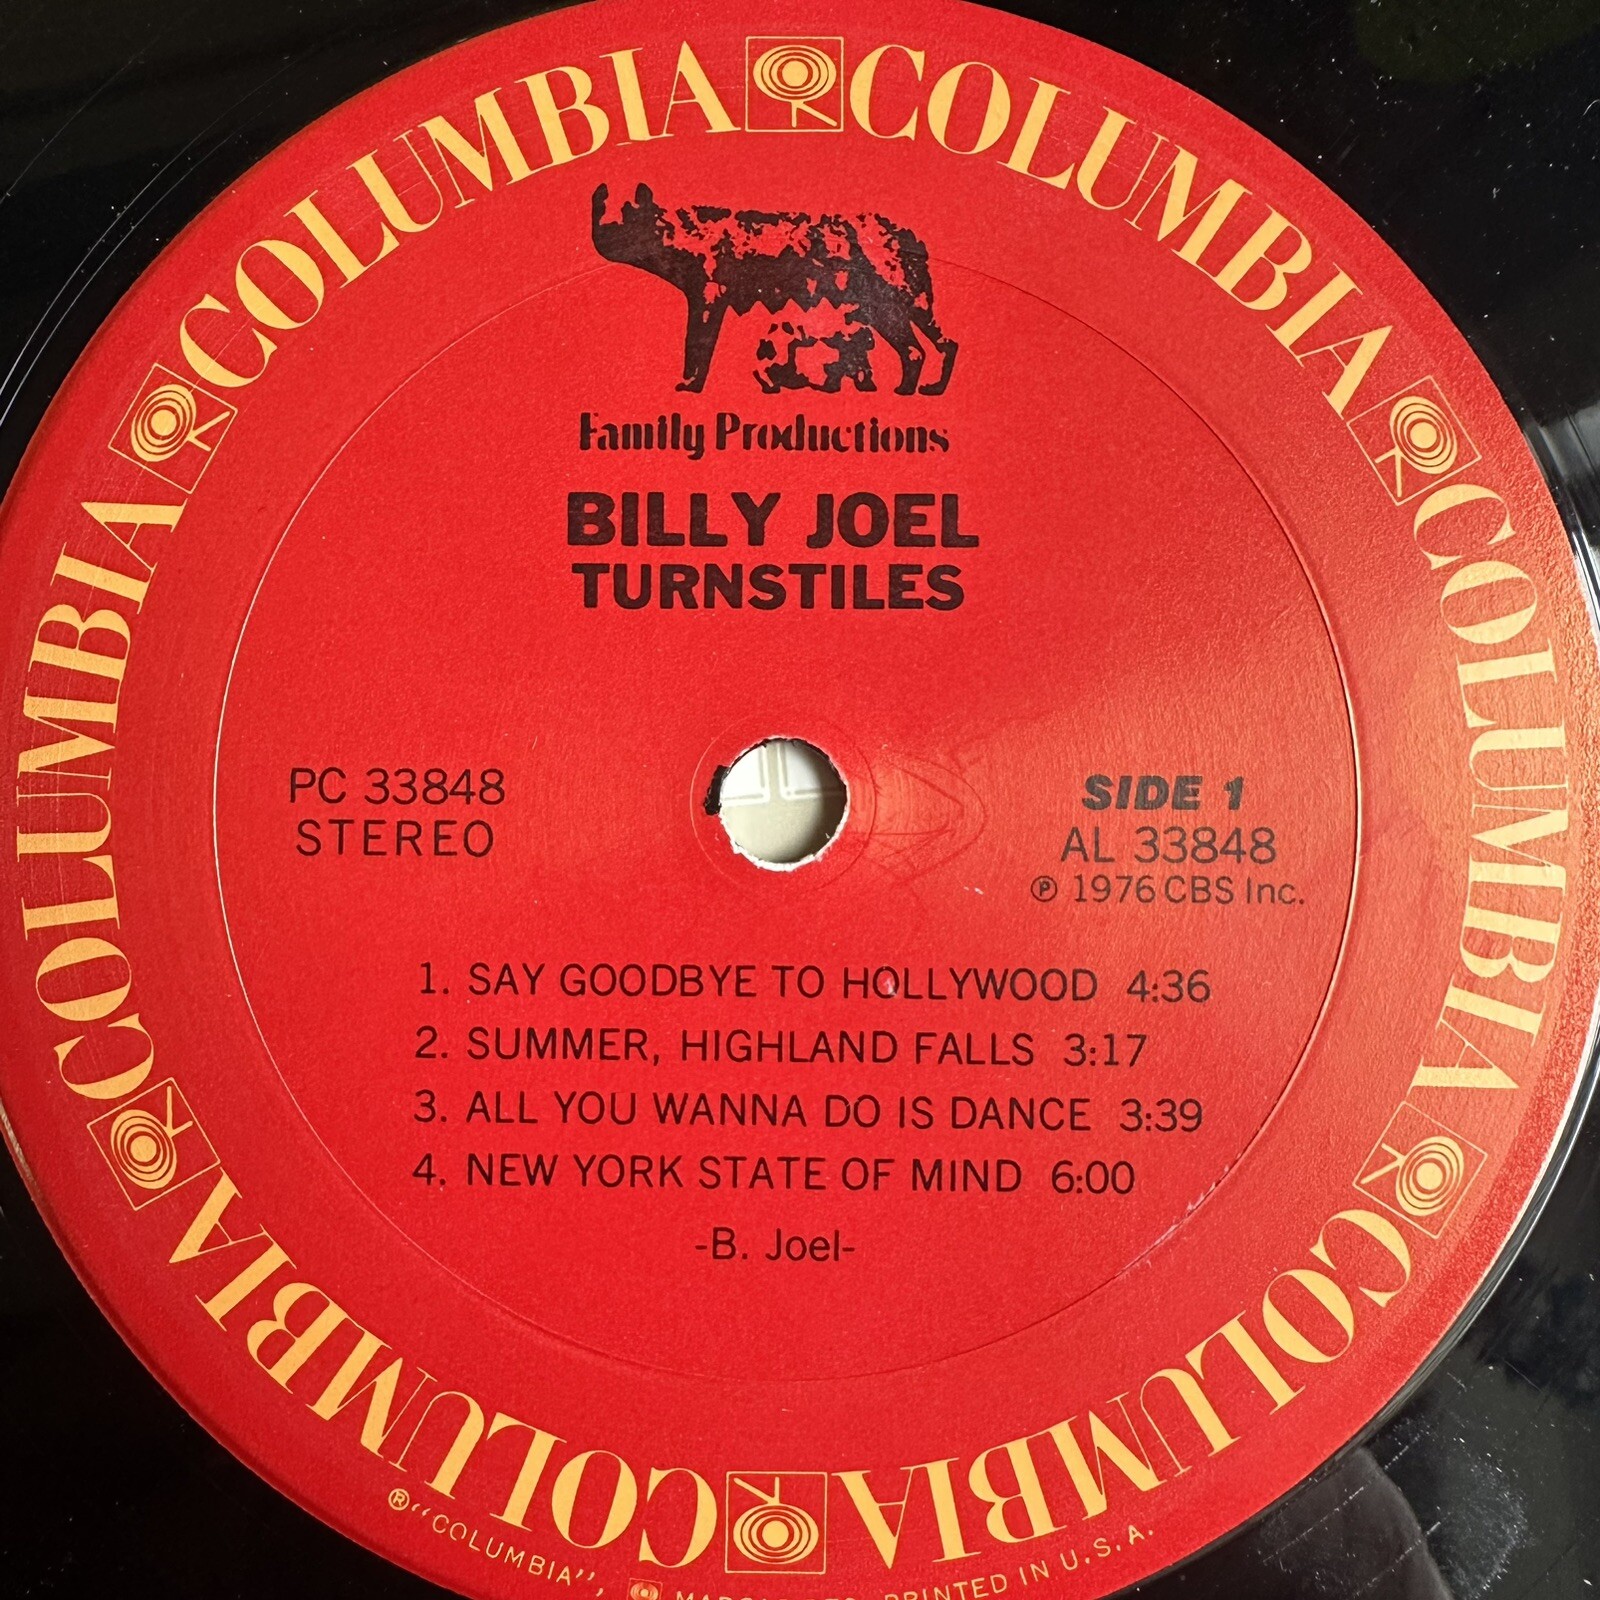 COLUMBIA COLUMBIA COLUMBIA COLUMBIA COLUMBIA COLUMBIA
Family Productions
BILLY JOEL
TURNSTILES
PC 33848
STEREO
SIDE 1
AL 33848
℗ 1976 CBS Inc.
1. SAY GOODBYE TO HOLLYWOOD 4:36
2. SUMMER, HIGHLAND FALLS 3:17
3. ALL YOU WANNA DO IS DANCE 3:39
4. NEW YORK STATE OF MIND 6:00
-B. Joel-
® "COLUMBIA", PRINTED IN U.S.A.